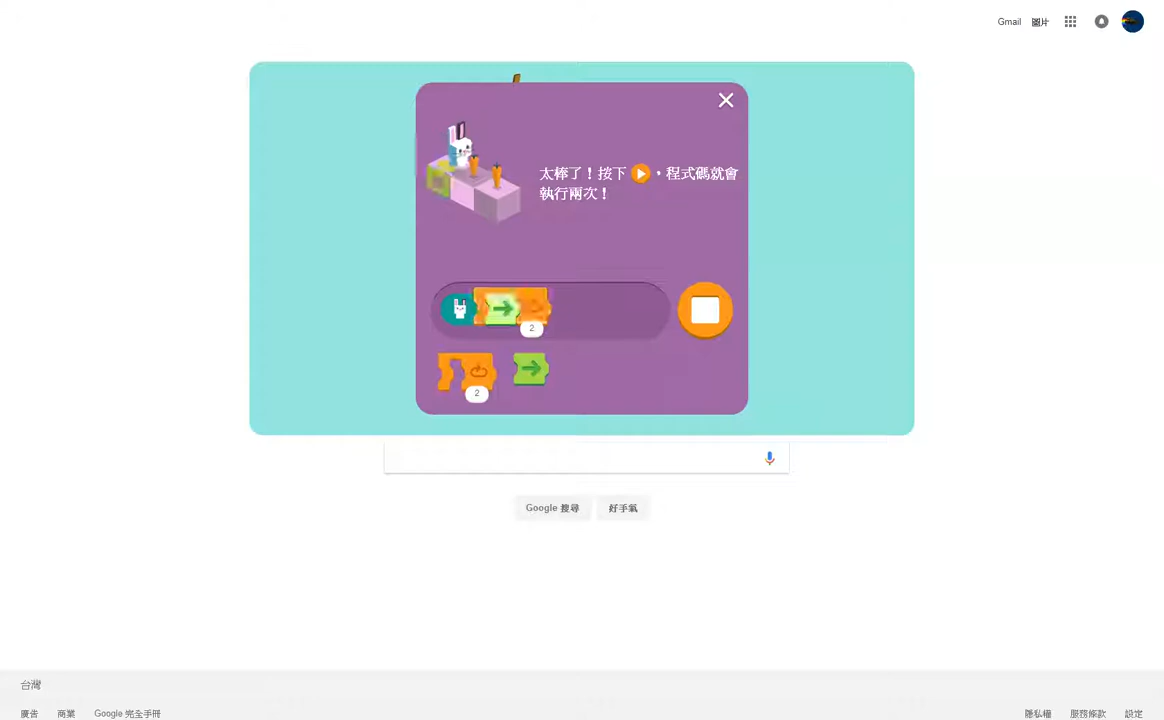 Gmail 圖片
太棒了！按下 ，程式碼就會
執行兩次！
2
2
Google 搜尋 好手氣
台灣
廣告 商業 Google 完全手冊 隱私權 服務條款 設定